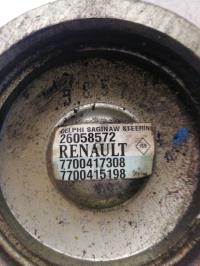 DELPHI SAGINAW STEERING
26058572
RENAULT
7700417308
7700415198